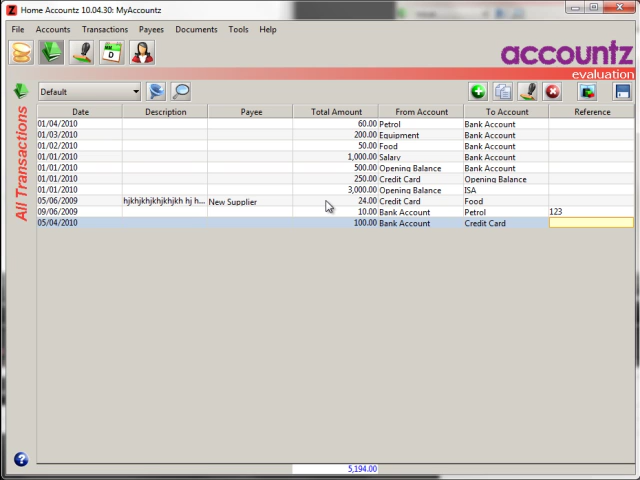 Home Accountz 10.04.30: MyAccountz
File Accounts Transactions Payees Documents Tools Help
accountz
evaluation
Default
All Transactions
Date Description Payee Total Amount From Account To Account Reference
01/04/2010 60.00 Petrol Bank Account
01/03/2010 200.00 Equipment Bank Account
01/02/2010 50.00 Food Bank Account
01/01/2010 1,000.00 Salary Bank Account
01/01/2010 500.00 Opening Balance Bank Account
01/01/2010 250.00 Credit Card Opening Balance
01/01/2010 3,000.00 Opening Balance ISA
05/06/2009 hjkhjkhjkhjkhjkh hj h... New Supplier 24.00 Credit Card Food
09/06/2009 10.00 Bank Account Petrol 123
05/04/2010 100.00 Bank Account Credit Card
5,194.00